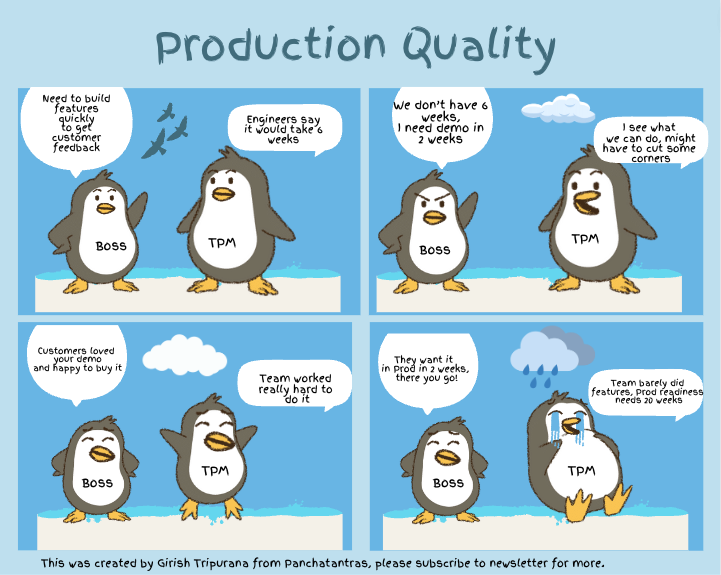 Production Quality
Need to build
features
quickly
to get
customer
feedback
Engineers say
it would take 6
weeks
BOSS
TPM
We don't have 6
weeks,
I need demo in
2 weeks
I see what
we can do, might
have to cut some
corners
BOSS
TPM
Customers loved
your demo
and happy to buy it
Team worked
really hard to
do it
BOSS
TPM
They want it
in Prod in 2 weeks,
there you go!
Team barely did
features, Prod readiness
needs 20 weeks
BOSS
TPM
This was created by Girish Tripurana from Panchatantras, please subscribe to newsletter for more.